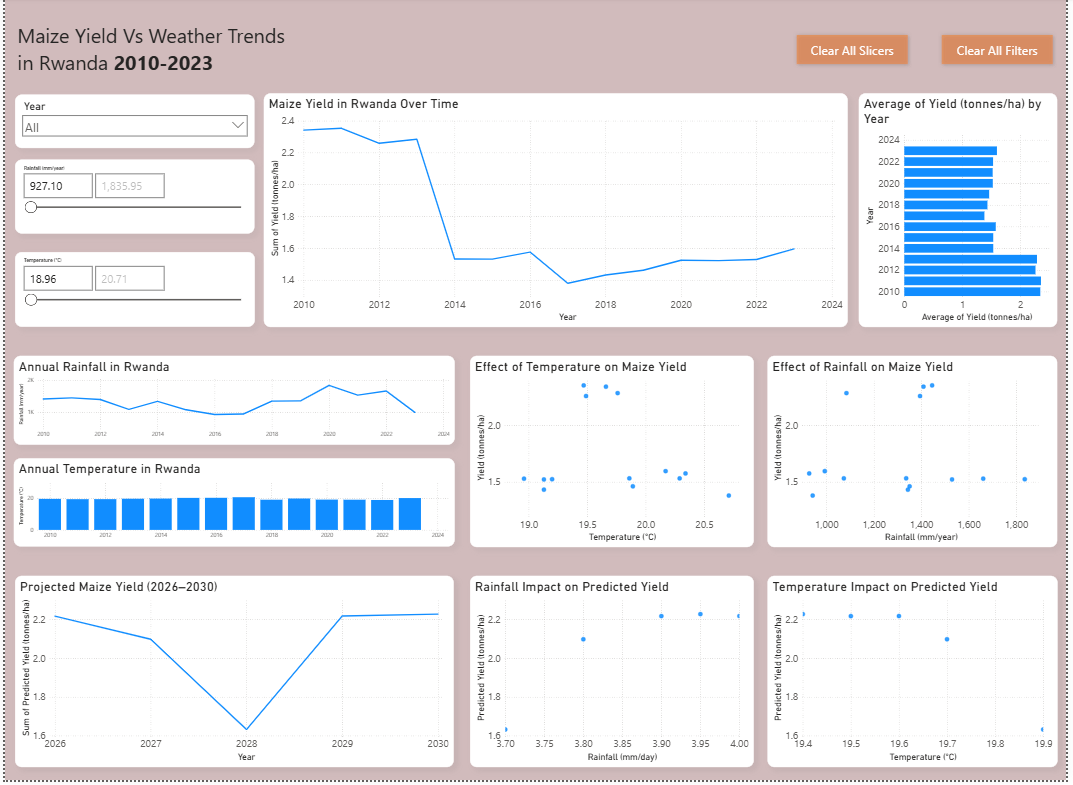 Maize Yield Vs Weather Trends
in Rwanda 2010-2023
Clear All Slicers
Clear All Filters
Year
All
Rainfall (mm/year)
927.10
1,835.95
Temperature (°C)
18.96
20.71
Maize Yield in Rwanda Over Time
Sum of Yield (tonnes/ha)
2.4
2.2
2.0
1.8
1.6
1.4
2010
2012
2014
2016
2018
2020
2022
2024
Year
Average of Yield (tonnes/ha) by
Year
Year
2024
2022
2020
2018
2016
2014
2012
2010
0
1
2
Average of Yield (tonnes/ha)
Annual Rainfall in Rwanda
Rainfall (mm/year)
2K
1K
2010
2012
2014
2016
2018
2020
2022
2024
Annual Temperature in Rwanda
Temperature (°C)
20
0
2010
2012
2014
2016
2018
2020
2022
2024
Effect of Temperature on Maize Yield
Yield (tonnes/ha)
2.0
1.5
19.0
19.5
20.0
20.5
Temperature (°C)
Effect of Rainfall on Maize Yield
Yield (tonnes/ha)
2.0
1.5
1,000
1,200
1,400
1,600
1,800
Rainfall (mm/year)
Projected Maize Yield (2026–2030)
Sum of Predicted Yield (tonnes/ha)
2.2
2.0
1.8
1.6
2026
2027
2028
2029
2030
Year
Rainfall Impact on Predicted Yield
Predicted Yield (tonnes/ha)
2.2
2.0
1.8
1.6
3.70
3.75
3.80
3.85
3.90
3.95
4.00
Rainfall (mm/day)
Temperature Impact on Predicted Yield
Predicted Yield (tonnes/ha)
2.2
2.0
1.8
1.6
19.4
19.5
19.6
19.7
19.8
19.9
Temperature (°C)